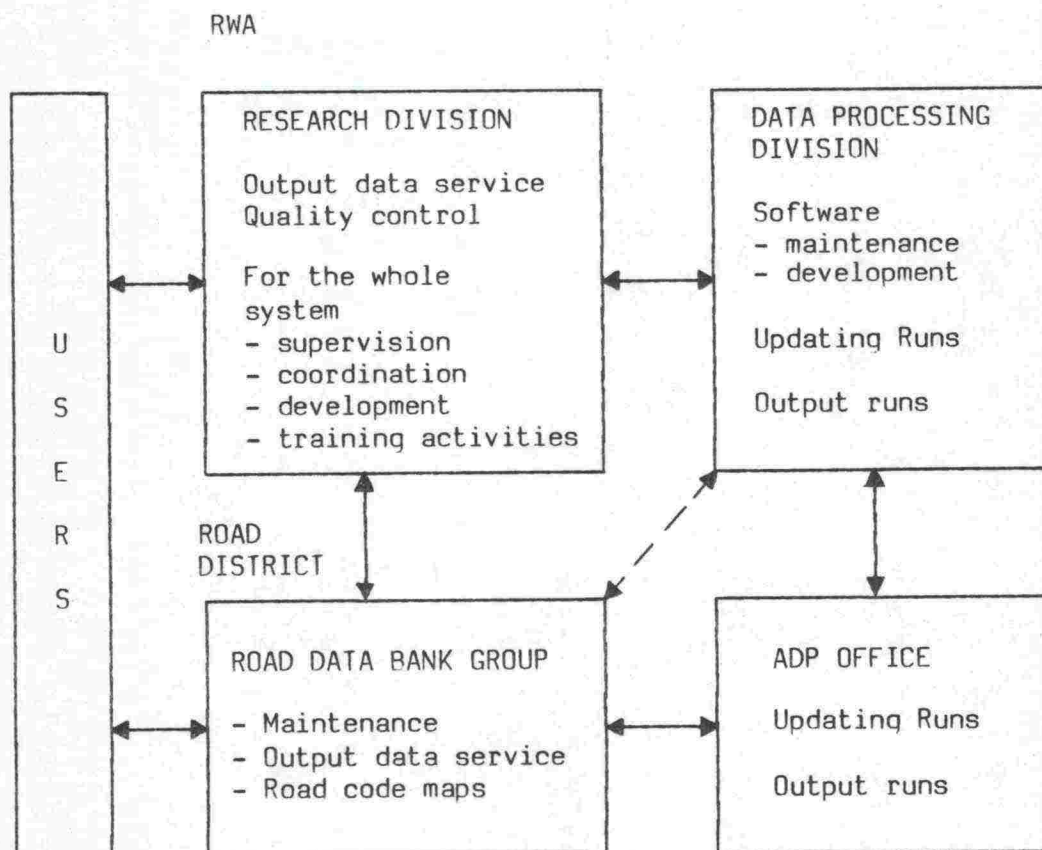 RWA
U
S
E
R
S
RESEARCH DIVISION
Output data service
Quality control
For the whole
system
- supervision
- coordination
- development
- training activities
DATA PROCESSING
DIVISION
Software
- maintenance
- development
Updating Runs
Output runs
ROAD
DISTRICT
ROAD DATA BANK GROUP
- Maintenance
- Output data service
- Road code maps
ADP OFFICE
Updating Runs
Output runs